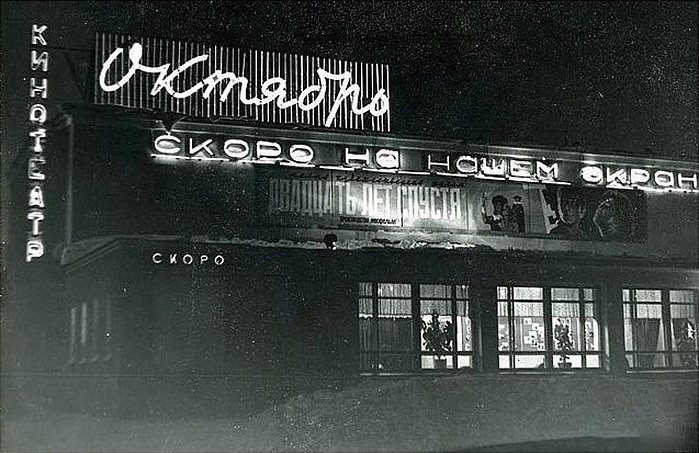 КИНОТЕАТР
Октябрь
СКОРО НА НАШЕМ ЭКРАН
ДВАДЦАТЬ ЛЕТ СПУСТЯ
СКОРО